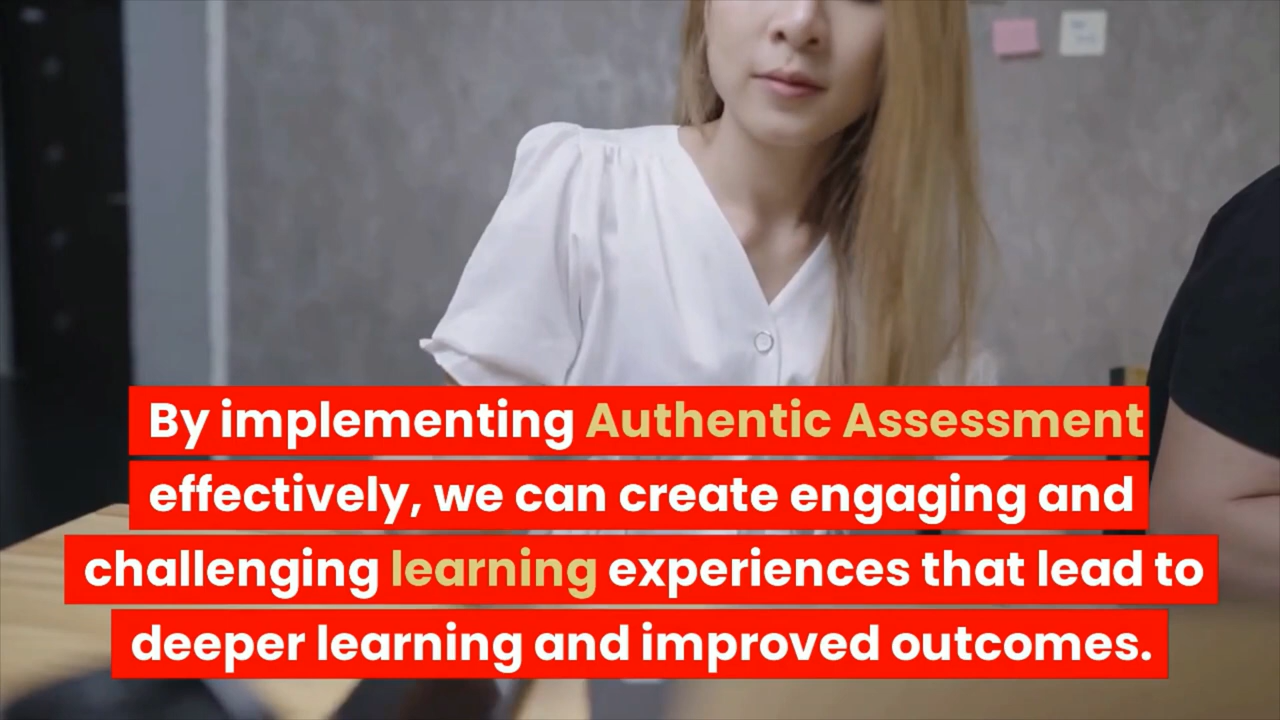 By implementing Authentic Assessment
effectively, we can create engaging and
challenging learning experiences that lead to
deeper learning and improved outcomes.